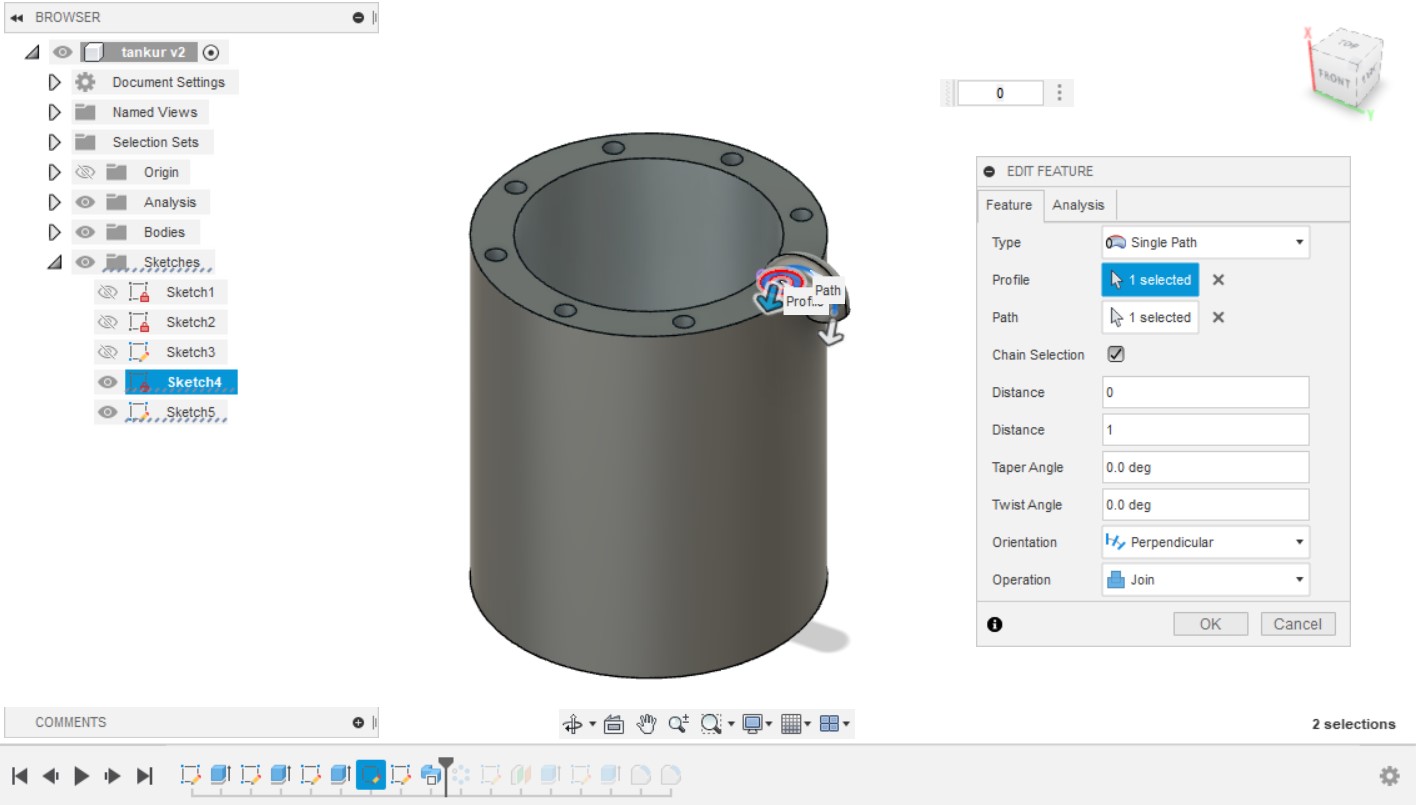 BROWSER
tankur v2
Document Settings
Named Views
Selection Sets
Origin
Analysis
Bodies
Sketches
Sketch1
Sketch2
Sketch3
Sketch4
Sketch5
0
X
TOP
FRONT
Y
Path
EDIT FEATURE
Feature Analysis
Type Single Path
Profile 1 selected
Path 1 selected
Chain Selection
Distance 0
Distance 1
Taper Angle 0.0 deg
Twist Angle 0.0 deg
Orientation Perpendicular
Operation Join
OK Cancel
COMMENTS
2 selections